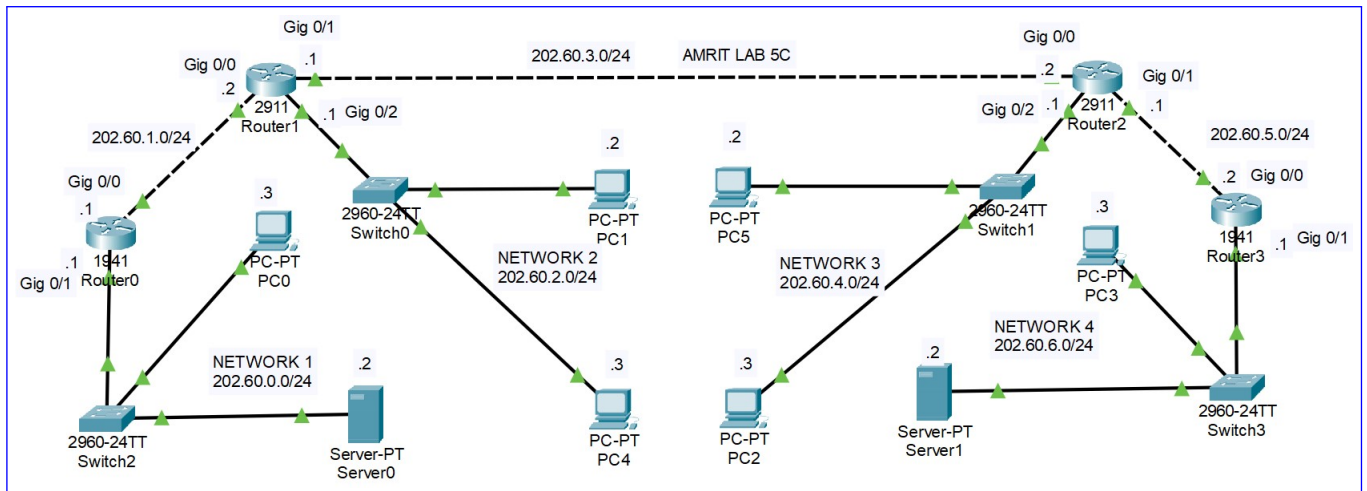 Gig 0/1
Gig 0/0
.1
.2
2911
Router1
.1
Gig 0/2
202.60.3.0/24
AMRIT LAB 5C
Gig 0/0
.2
Gig 0/1
2911
Router2
.1
.1
Gig 0/2
202.60.1.0/24
202.60.5.0/24
Gig 0/0
.1
1941
Router0
.1
Gig 0/1
.3
PC-PT
PC0
2960-24TT
Switch0
.2
PC-PT
PC1
.2
PC-PT
PC5
2960-24TT
Switch1
.2
Gig 0/0
1941
Router3
.1
Gig 0/1
.3
PC-PT
PC3
NETWORK 2
202.60.2.0/24
NETWORK 3
202.60.4.0/24
NETWORK 1
202.60.0.0/24
NETWORK 4
202.60.6.0/24
2960-24TT
Switch2
.2
Server-PT
Server0
.3
PC-PT
PC4
.3
PC-PT
PC2
.2
Server-PT
Server1
2960-24TT
Switch3